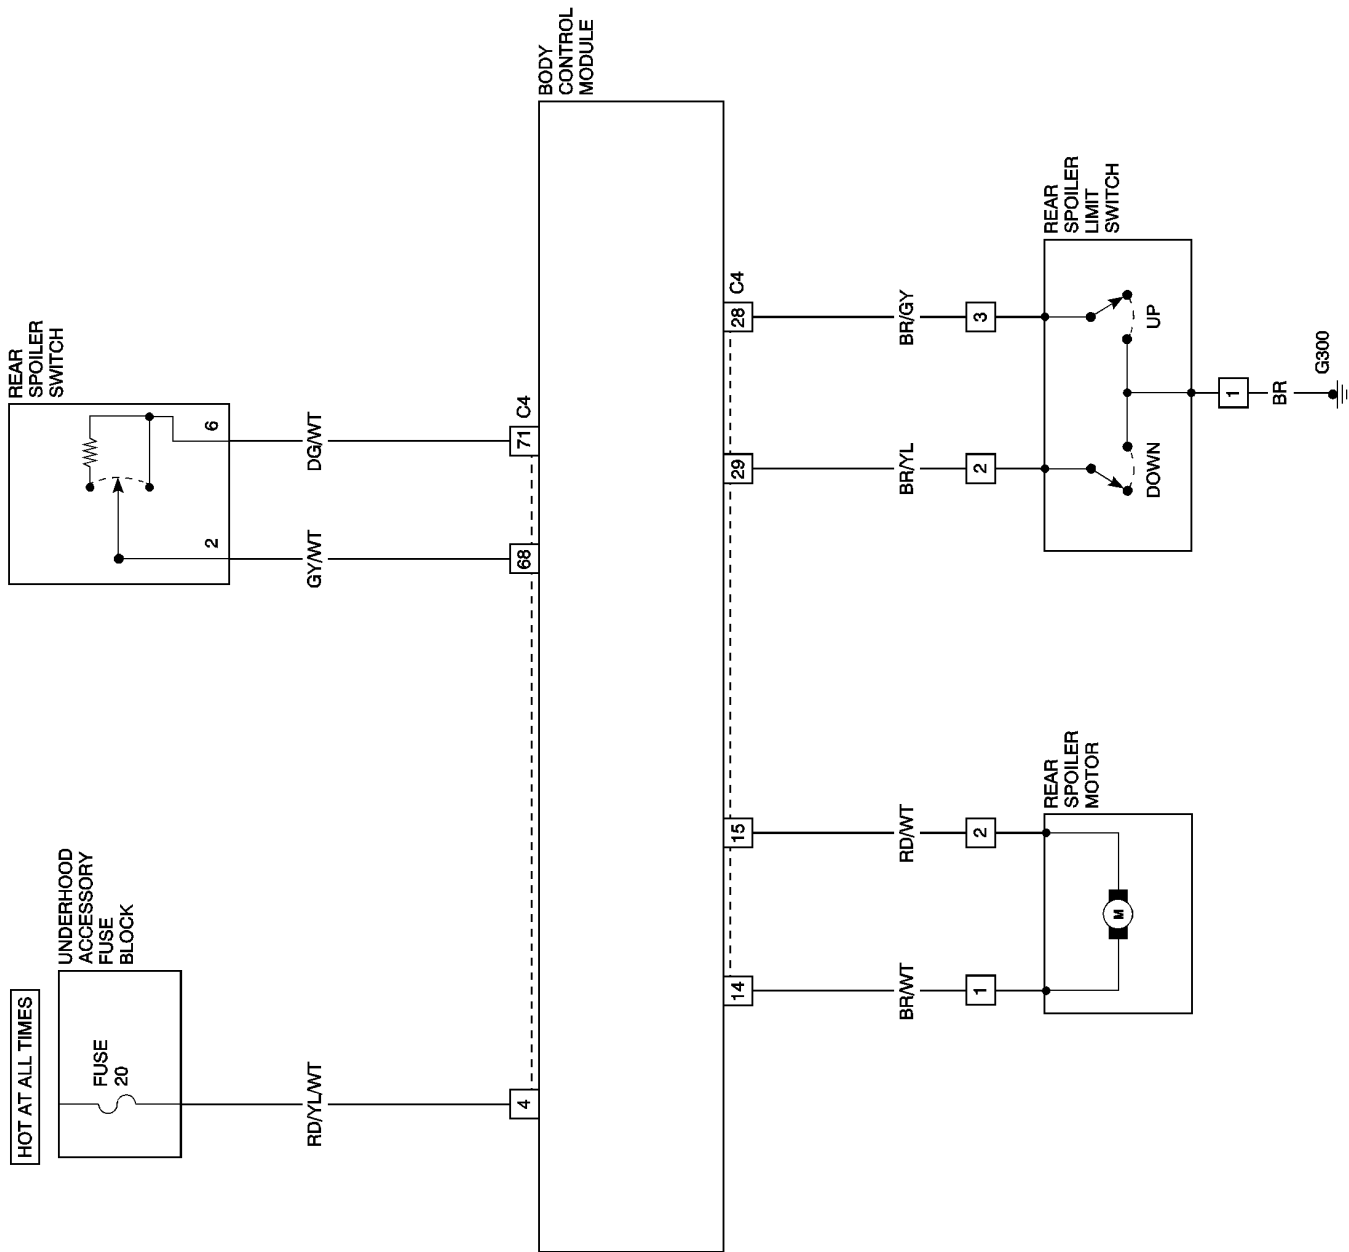 HOT AT ALL TIMES
UNDERHOOD
ACCESSORY
FUSE
BLOCK
FUSE
20
RD/YL/WT
4
REAR
SPOILER
SWITCH
2
6
GY/WT
DG/WT
68
71
C4
BODY
CONTROL
MODULE
14
15
29
28
C4
BR/WT
RD/WT
BR/YL
BR/GY
1
2
2
3
REAR
SPOILER
MOTOR
M
REAR
SPOILER
LIMIT
SWITCH
DOWN
UP
1
BR
G300